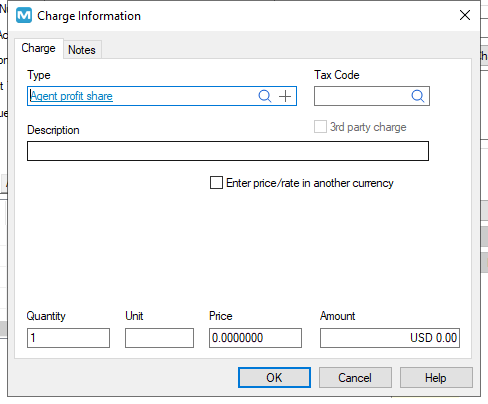 Charge Information
Charge Notes
Type Tax Code
Agent profit share
3rd party charge
Description
Enter price/rate in another currency
Quantity Unit Price Amount
1 0.0000000 USD 0.00
OK Cancel Help